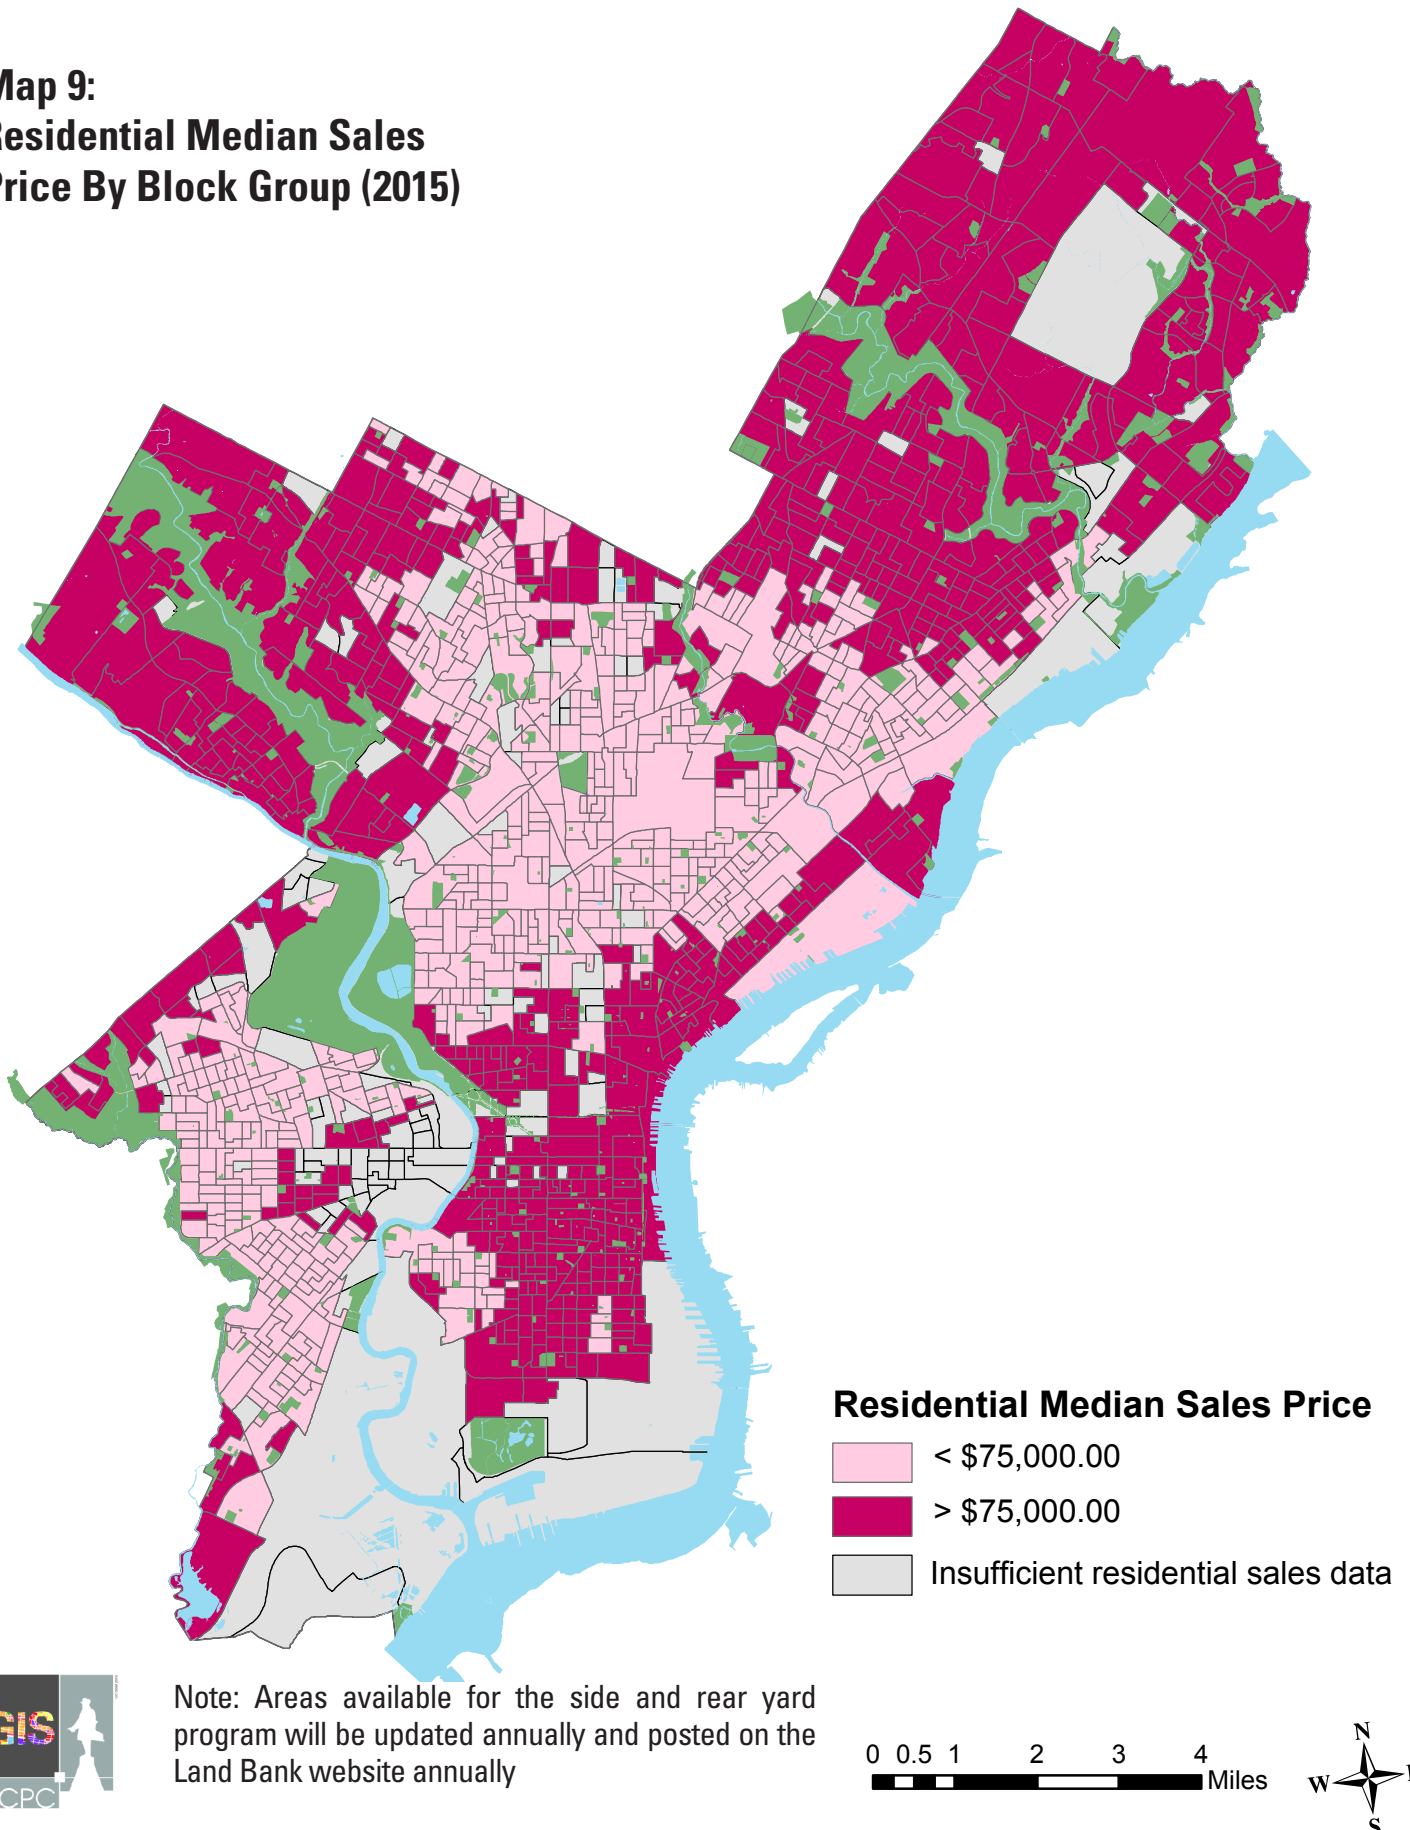 Map 9:
Residential Median Sales
Price By Block Group (2015)
Residential Median Sales Price
< $75,000.00
> $75,000.00
Insufficient residential sales data
GIS
CPC
Note: Areas available for the side and rear yard
program will be updated annually and posted on the
Land Bank website annually
0 0.5 1 2 3 4
Miles
N
W
S